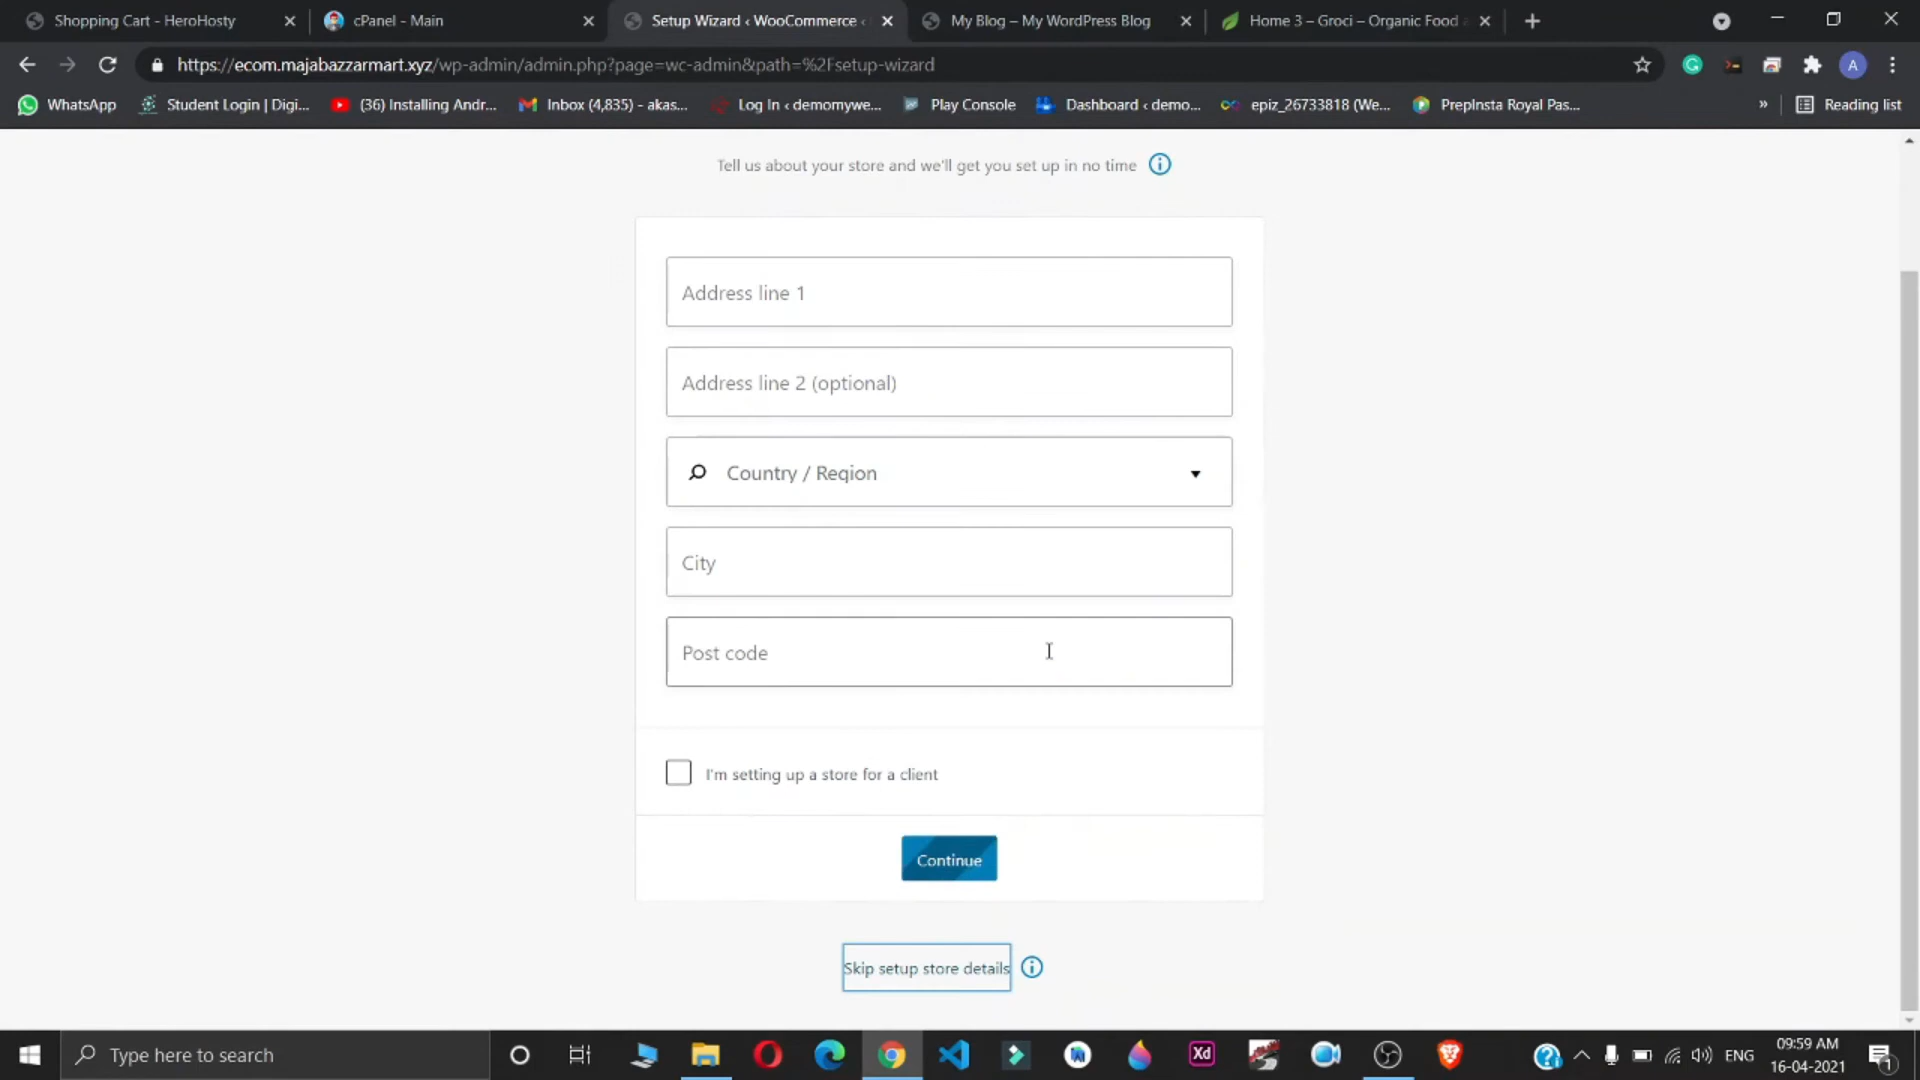 Shopping Cart - HeroHosty
cPanel - Main
Setup Wizard ‹ WooCommerce ‹
My Blog – My WordPress Blog
Home 3 – Groci – Organic Food
https://ecom.majabazzarmart.xyz/wp-admin/admin.php?page=wc-admin&path=%2Fsetup-wizard
A
WhatsApp
Student Login | Digi...
(36) Installing Andr...
Inbox (4,835) - akas...
Log In ‹ demomywe...
Play Console
Dashboard ‹ demo...
epiz_26733818 (We...
PrepInsta Royal Pas...
»
Reading list
Tell us about your store and we'll get you set up in no time
Address line 1
Address line 2 (optional)
Country / Region
City
Post code
I'm setting up a store for a client
Continue
Skip setup store details
Type here to search
Xd
ENG
09:59 AM
16-04-2021
1